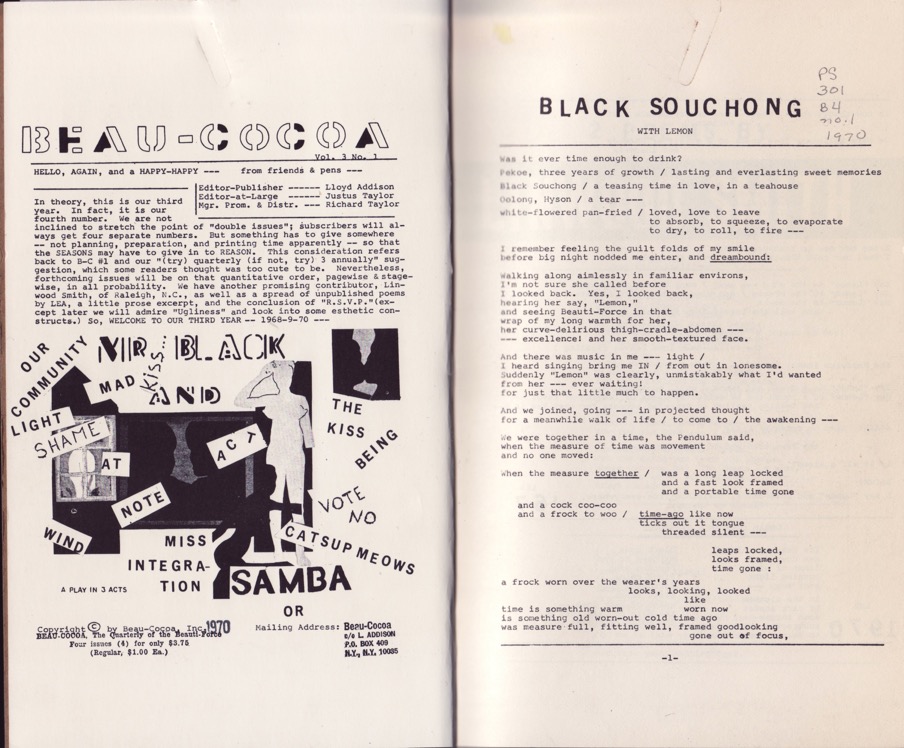 BEAU-COCOA
Vol. 3 No. 1
HELLO, AGAIN, and a HAPPY-HAPPY --- from friends & pens ---
Editor-Publisher ------ Lloyd Addison
Editor-at-Large ------ Justus Taylor
Mgr. Prom. & Distr. --- Richard Taylor
In theory, this is our third
year. In fact, it is our
fourth number. We are not
inclined to stretch the point of "double issues"; subscribers will al-
ways get four separate numbers. But something has to give somewhere
-- not planning, preparation, and printing time apparently -- so that
the SEASONS may have to give in to REASON. This consideration refers
back to B-C #1 and our "(try) quarterly (if not, try) 3 annually" sug-
gestion, which some readers thought was too cute to be. Nevertheless,
forthcoming issues will be on that quantitative order, pagewise & stage-
wise, in all probability. We have another promising contributor, Lin-
wood Smith, of Raleigh, N.C., as well as a spread of unpublished poems
by LEA, a little prose excerpt, and the conclusion of "R.S.V.P."(ex-
cept later we will admire "Ugliness" and look into some esthetic con-
structs.) So, WELCOME TO OUR THIRD YEAR -- 1968-9-70 ---
OUR
COMMUNITY
MR. BLACK
Kiss...
MAD
AND
LIGHT
SHAME
AT
ACT
THE
KISS
BEING
NOTE
VOTE
NO
WIND
MISS
CATSUP MEOWS
INTEGRA-
TION
SAMBA
A PLAY IN 3 ACTS
OR
Copyright © by Beau-Cocoa, Inc. 1970
BEAU-COCOA, The Quarterly of the Beauti-Force
Four issues (4) for only $3.75
(Regular, $1.00 Ea.)
Mailing Address: Beau-Cocoa
c/o L. ADDISON
P.O. BOX 409
N.Y., N.Y. 10035
PS
301
B4
no.1
1970
BLACK SOUCHONG
WITH LEMON
Was it ever time enough to drink?
Pekoe, three years of growth / lasting and everlasting sweet memories
Black Souchong / a teasing time in love, in a teahouse
Oolong, Hyson / a tear ---
white-flowered pan-fried / loved, love to leave
to absorb, to squeeze, to evaporate
to dry, to roll, to fire ---
I remember feeling the guilt folds of my smile
before big night nodded me enter, and dreambound:
Walking along aimlessly in familiar environs,
I'm not sure she called before
I looked back. Yes, I looked back,
hearing her say, "Lemon,"
and seeing Beauti-Force in that
wrap of my long warmth for her,
her curve-delirious thigh-cradle-abdomen ---
--- excellence! and her smooth-textured face.
And there was music in me --- light /
I heard singing bring me IN / from out in lonesome.
Suddenly "Lemon" was clearly, unmistakably what I'd wanted
from her --- ever waiting!
for just that little much to happen.
And we joined, going --- in projected thought
for a meanwhile walk of life / to come to / the awakening ---
We were together in a time, the Pendulum said,
when the measure of time was movement
and no one moved:
When the measure together / was a long leap locked
and a fast look framed
and a portable time gone
and a cock coo-coo
and a frock to woo / time-ago like now
ticks out it tongue
threaded silent ---
leaps locked,
looks framed,
time gone :
a frock worn over the wearer's years
looks, looking, looked
like
time is something warm worn now
is something old worn-out cold time ago
was measure full, fitting well, framed goodlooking
gone out of focus,
-1-